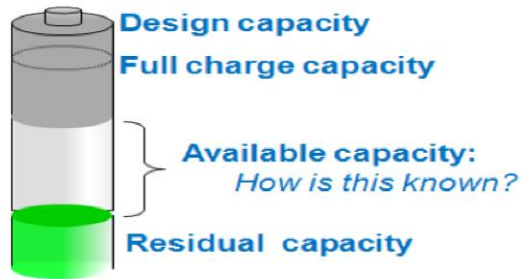 Design capacity
Full charge capacity
Available capacity:
How is this known?
Residual capacity